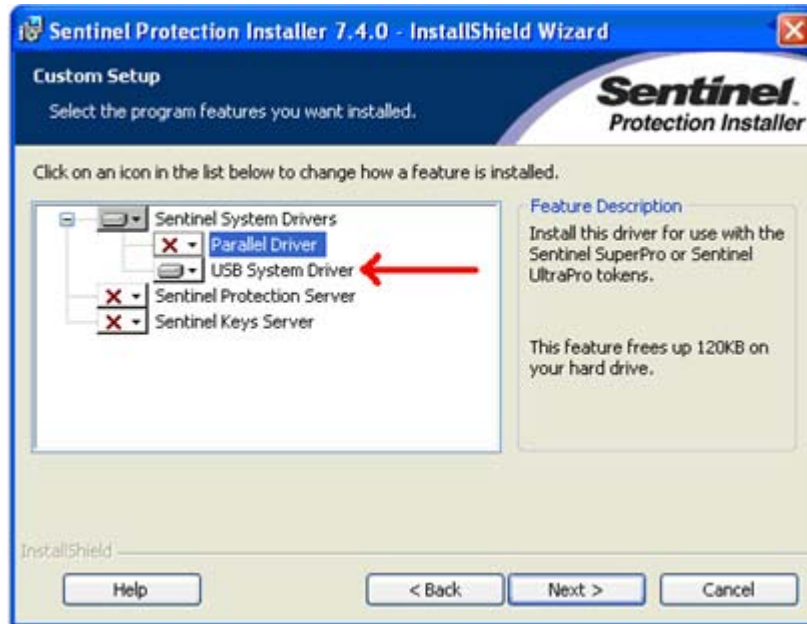 Sentinel Protection Installer 7.4.0 - InstallShield Wizard
Custom Setup
Select the program features you want installed.
Sentinel.
Protection Installer
Click on an icon in the list below to change how a feature is installed.
Sentinel System Drivers
Parallel Driver
USB System Driver
Sentinel Protection Server
Sentinel Keys Server
Feature Description
Install this driver for use with the
Sentinel SuperPro or Sentinel
UltraPro tokens.
This feature frees up 120KB on
your hard drive.
InstallShield
Help
< Back
Next >
Cancel